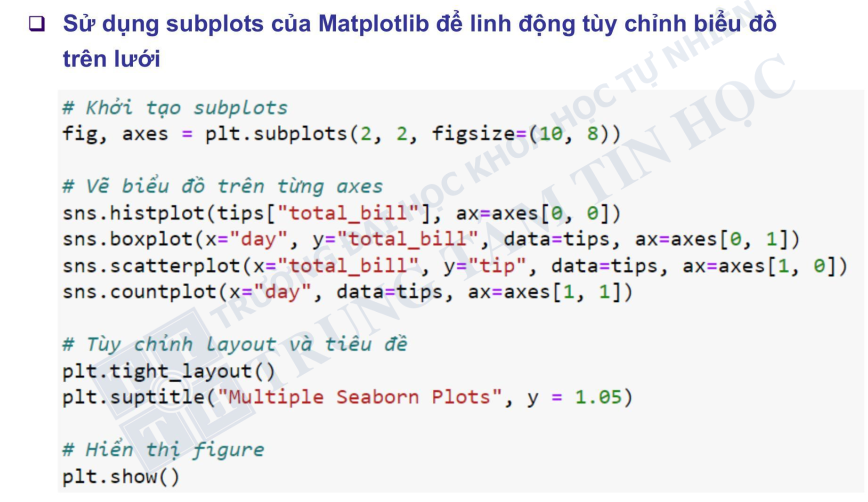 Sử dụng subplots của Matplotlib để linh động tùy chỉnh biểu đồ
trên lưới
# Khởi tạo subplots
fig, axes = plt.subplots(2, 2, figsize=(10, 8))
# Vẽ biểu đồ trên từng axes
sns.histplot(tips["total_bill"], ax=axes[0, 0])
sns.boxplot(x="day", y="total_bill", data=tips, ax=axes[0, 1])
sns.scatterplot(x="total_bill", y="tip", data=tips, ax=axes[1, 0])
sns.countplot(x="day", data=tips, ax=axes[1, 1])
# Tùy chỉnh layout và tiêu đề
plt.tight_layout()
plt.suptitle("Multiple Seaborn Plots", y = 1.05)
# Hiển thị figure
plt.show()
TRƯỜNG ĐẠI HỌC KHOA HỌC TỰ NHIÊN
TRUNG TÂM TIN HỌC